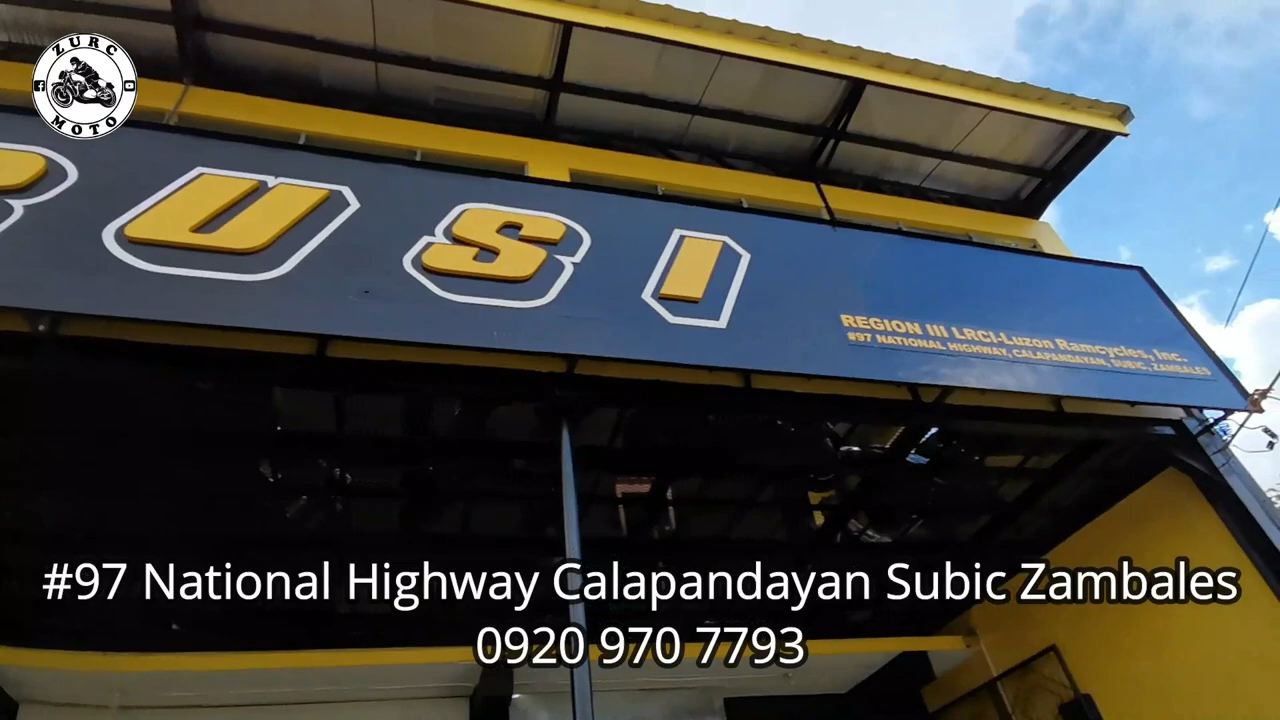 ZURC
MOTO
RUSI
REGION III LRCI-Luzon Ramcycles, Inc.
#97 NATIONAL HIGHWAY, CALAPANDAYAN, SUBIC, ZAMBALES
#97 National Highway Calapandayan Subic Zambales
0920 970 7793